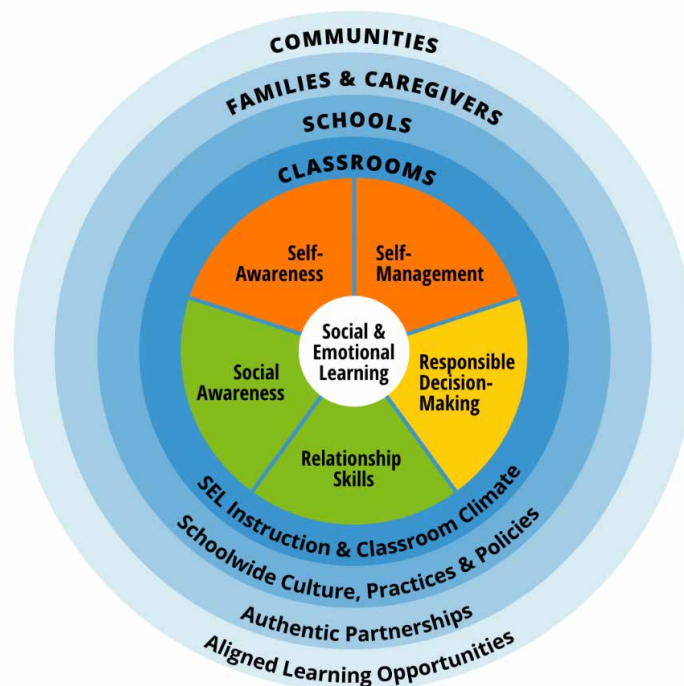 COMMUNITIES
FAMILIES & CAREGIVERS
SCHOOLS
CLASSROOMS
Self-
Awareness
Self-
Management
Social &
Emotional
Learning
Social
Awareness
Responsible
Decision-
Making
Relationship
Skills
SEL Instruction & Classroom Climate
Schoolwide Culture, Practices & Policies
Authentic Partnerships
Aligned Learning Opportunities